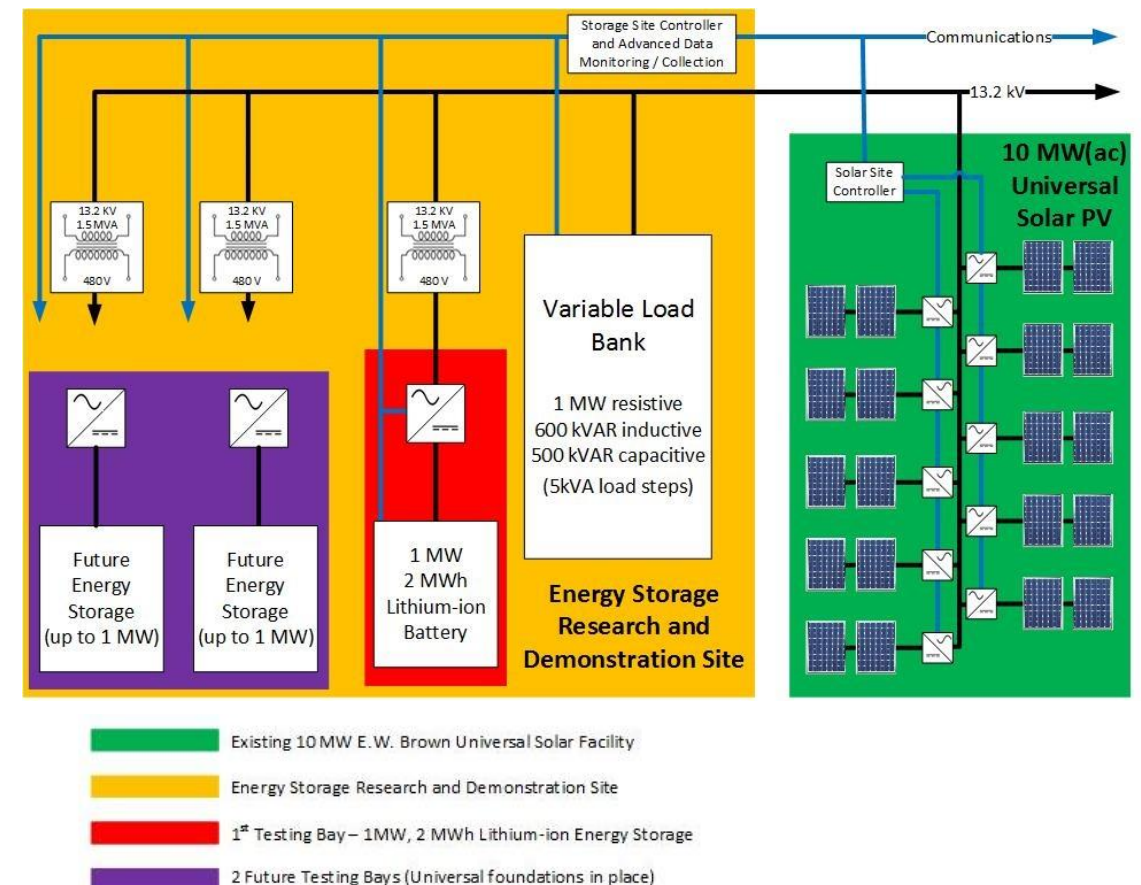 Storage Site Controller
and Advanced Data
Monitoring / Collection
Communications
13.2 kV
10 MW(ac)
Universal
Solar PV
Solar Site
Controller
13.2 KV
1.5 MVA
480 V
13.2 KV
1.5 MVA
480 V
13.2 KV
1.5 MVA
480 V
Variable Load
Bank
1 MW resistive
600 kVAR inductive
500 kVAR capacitive
(5kVA load steps)
Future
Energy
Storage
(up to 1 MW)
Future
Energy
Storage
(up to 1 MW)
1 MW
2 MWh
Lithium-ion
Battery
Energy Storage
Research and
Demonstration Site
Existing 10 MW E.W. Brown Universal Solar Facility
Energy Storage Research and Demonstration Site
1st Testing Bay – 1MW, 2 MWh Lithium-ion Energy Storage
2 Future Testing Bays (Universal foundations in place)